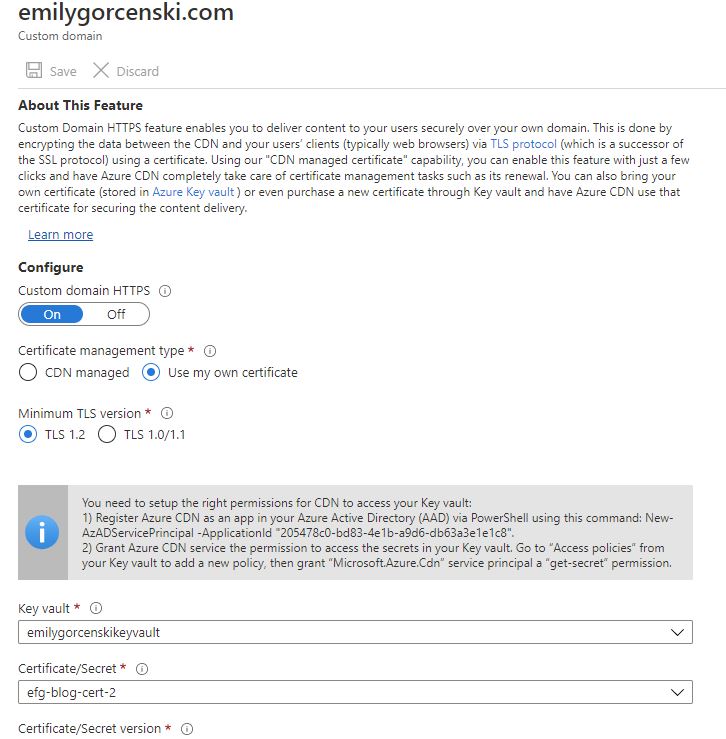 emilygorcenski.com
Custom domain
Save Discard
About This Feature
Custom Domain HTTPS feature enables you to deliver content to your users securely over your own domain. This is done by
encrypting the data between the CDN and your users' clients (typically web browsers) via TLS protocol (which is a successor of
the SSL protocol) using a certificate. Using our "CDN managed certificate" capability, you can enable this feature with just a few
clicks and have Azure CDN completely take care of certificate management tasks such as its renewal. You can also bring your
own certificate (stored in Azure Key vault ) or even purchase a new certificate through Key vault and have Azure CDN use that
certificate for securing the content delivery.
Learn more
Configure
Custom domain HTTPS
On Off
Certificate management type *
CDN managed Use my own certificate
Minimum TLS version *
TLS 1.2 TLS 1.0/1.1
You need to setup the right permissions for CDN to access your Key vault:
1) Register Azure CDN as an app in your Azure Active Directory (AAD) via PowerShell using this command: New-
AzADServicePrincipal -ApplicationId "205478c0-bd83-4e1b-a9d6-db63a3e1e1c8".
2) Grant Azure CDN service the permission to access the secrets in your Key vault. Go to “Access policies” from
your Key vault to add a new policy, then grant “Microsoft.Azure.Cdn” service principal a “get-secret” permission.
Key vault *
emilygorcenskikeyvault
Certificate/Secret *
efg-blog-cert-2
Certificate/Secret version *